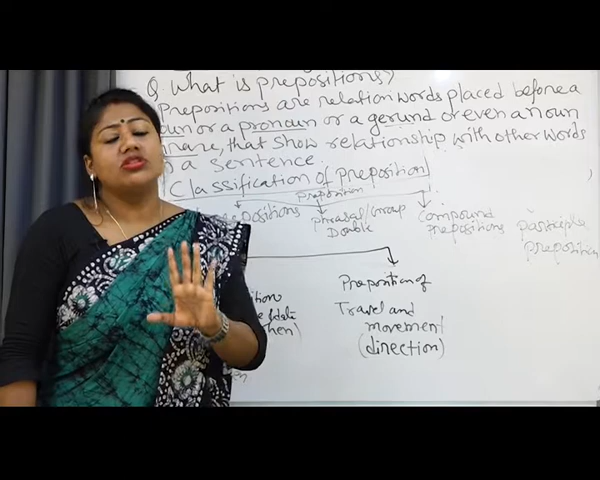 Q What is prepositions?
Prepositions are relation words placed before a
noun or a pronoun or a gerund or even a noun
phrase, that show relationship with other words
of a sentence.
Classification of preposition
preposition
positions Phrasal/Group Compound participle
Double prepositions preposition
Preposition of
Travel and
movement
(direction)